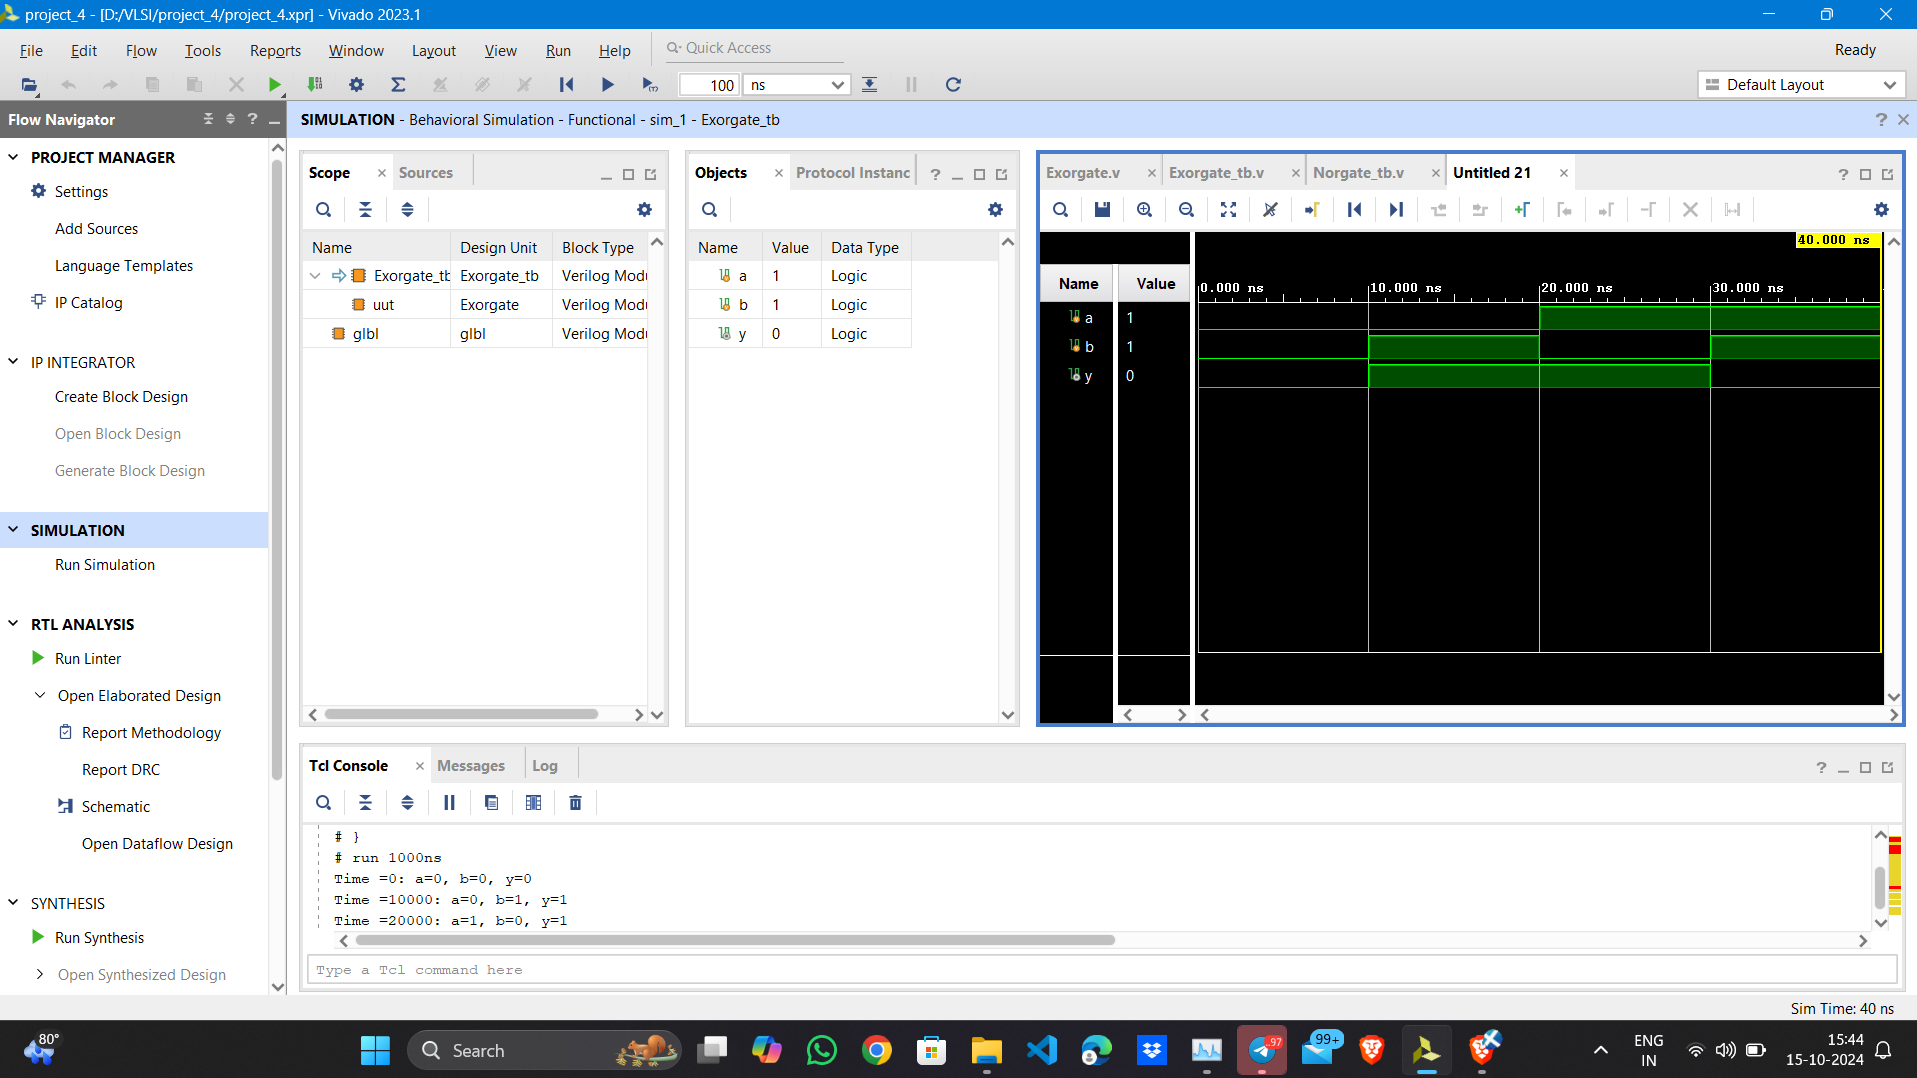 project_4 - [D:/VLSI/project_4/project_4.xpr] - Vivado 2023.1
File Edit Flow Tools Reports Window Layout View Run Help Quick Access Ready
100 ns Default Layout
Flow Navigator
PROJECT MANAGER
Settings
Add Sources
Language Templates
IP Catalog
IP INTEGRATOR
Create Block Design
Open Block Design
Generate Block Design
SIMULATION
Run Simulation
RTL ANALYSIS
Run Linter
Open Elaborated Design
Report Methodology
Report DRC
Schematic
Open Dataflow Design
SYNTHESIS
Run Synthesis
Open Synthesized Design
SIMULATION - Behavioral Simulation - Functional - sim_1 - Exorgate_tb
Scope Sources
Name Design Unit Block Type
Exorgate_tb Exorgate_tb Verilog Modu
uut Exorgate Verilog Modu
glbl glbl Verilog Modu
Objects Protocol Instanc
Name Value Data Type
a 1 Logic
b 1 Logic
y 0 Logic
Exorgate.v Exorgate_tb.v Norgate_tb.v Untitled 21
40.000 ns
Name Value 0.000 ns 10.000 ns 20.000 ns 30.000 ns
a 1
b 1
y 0
Tcl Console Messages Log
# }
# run 1000ns
Time =0: a=0, b=0, y=0
Time =10000: a=0, b=1, y=1
Time =20000: a=1, b=0, y=1
Type a Tcl command here
Sim Time: 40 ns
80°
Search
97
99+
ENG
IN
15:44
15-10-2024